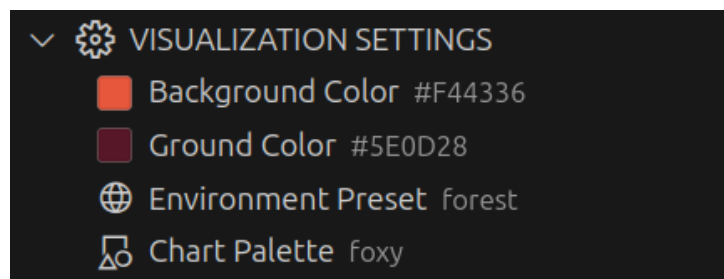 VISUALIZATION SETTINGS
Background Color #F44336
Ground Color #5E0D28
Environment Preset forest
Chart Palette foxy